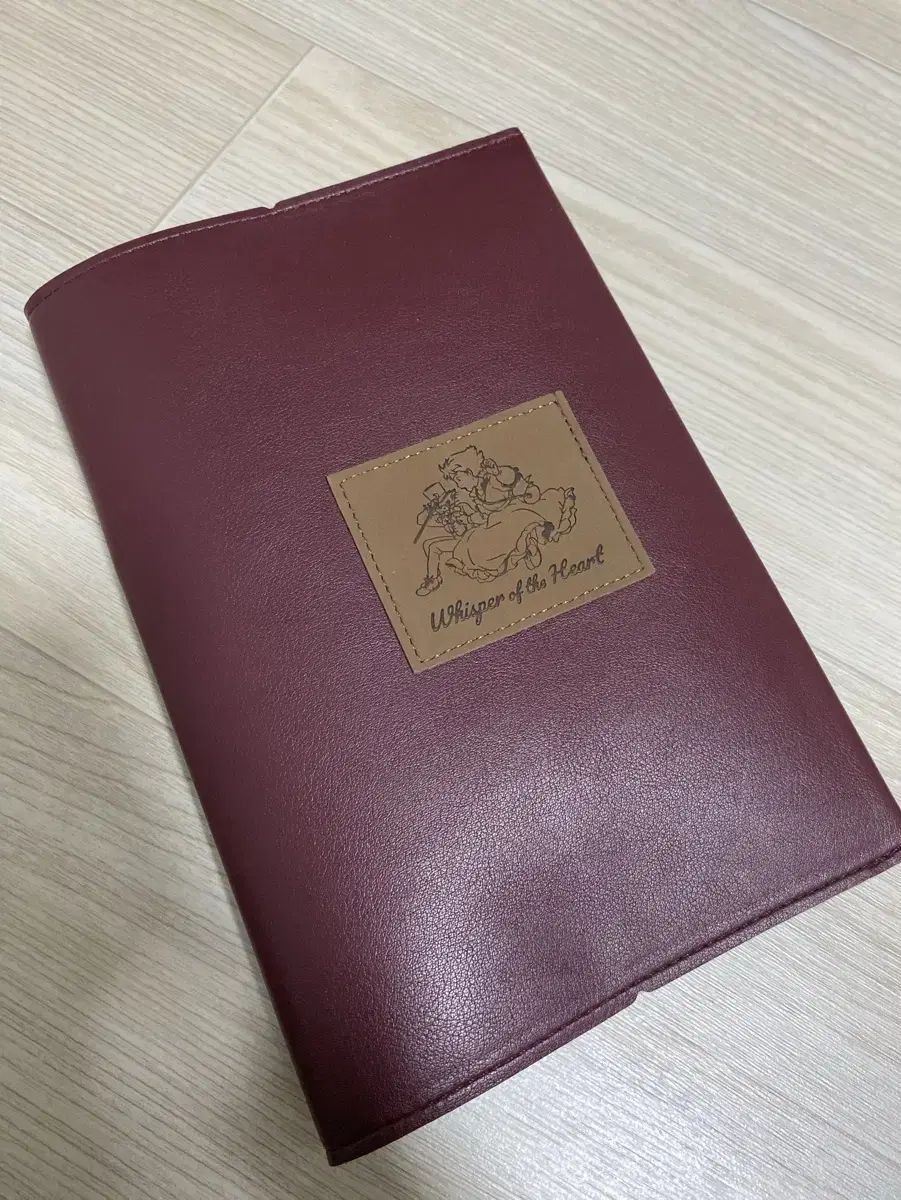 Whisper of the Heart